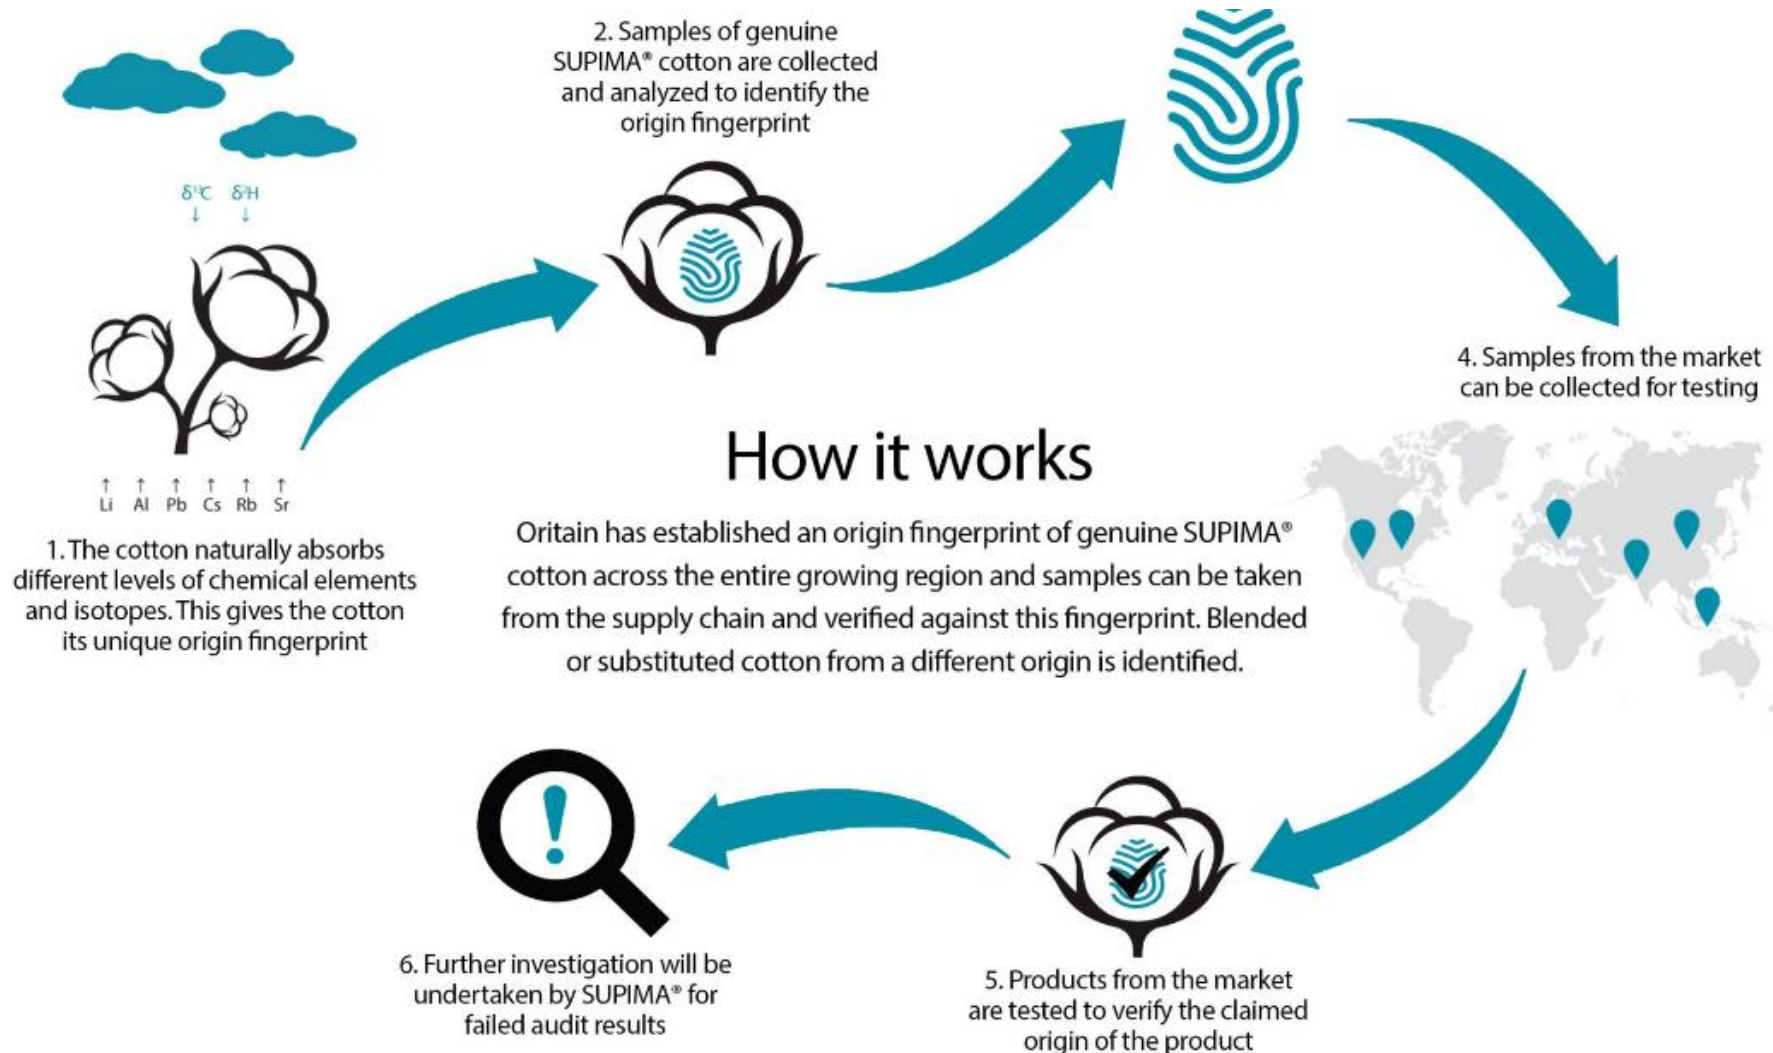 2. Samples of genuine
SUPIMA® cotton are collected
and analyzed to identify the
origin fingerprint
δ¹³C δ²H
↓ ↓
4. Samples from the market
can be collected for testing
How it works
↑ ↑ ↑ ↑ ↑ ↑
Li Al Pb Cs Rb Sr
1. The cotton naturally absorbs
different levels of chemical elements
and isotopes. This gives the cotton
its unique origin fingerprint
Oritain has established an origin fingerprint of genuine SUPIMA®
cotton across the entire growing region and samples can be taken
from the supply chain and verified against this fingerprint. Blended
or substituted cotton from a different origin is identified.
6. Further investigation will be
undertaken by SUPIMA® for
failed audit results
5. Products from the market
are tested to verify the claimed
origin of the product